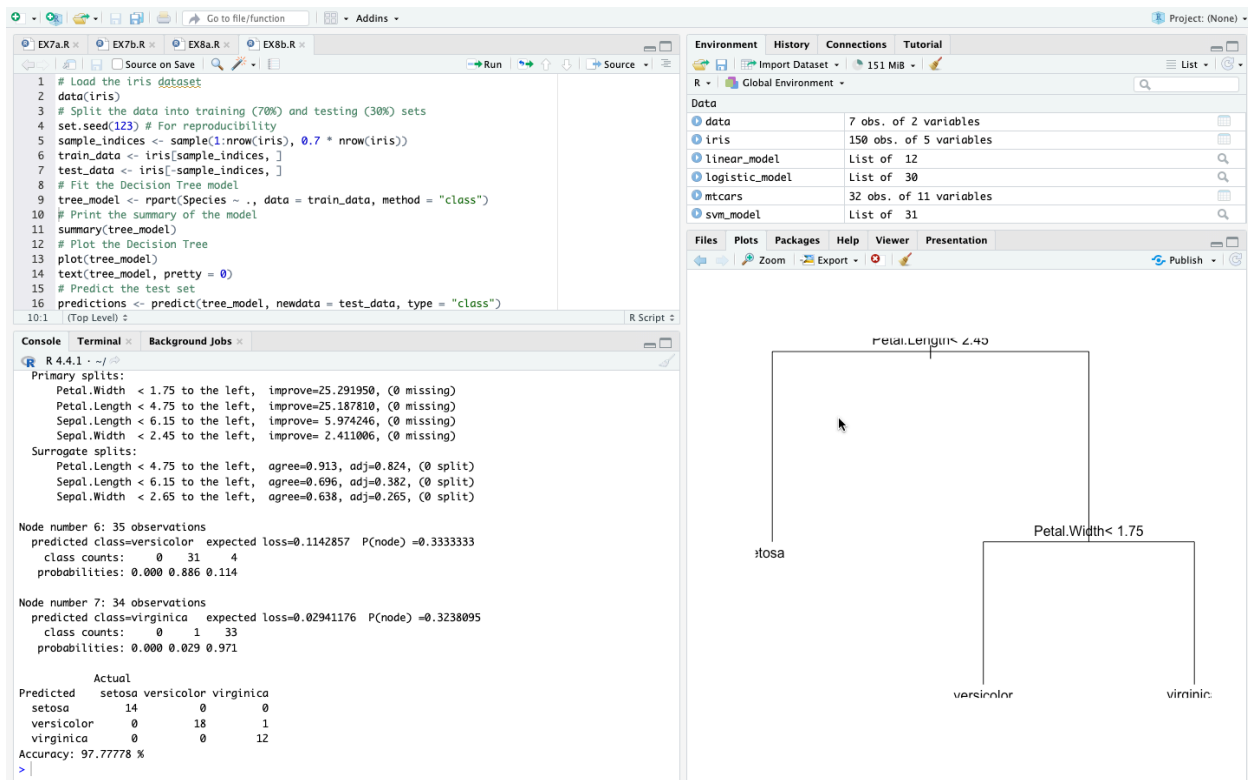 Go to file/function
Addins
Project: (None)
EX7a.R
EX7b.R
EX8a.R
EX8b.R
Source on Save
Run
Source
1 # Load the iris dataset
2 data(iris)
3 # Split the data into training (70%) and testing (30%) sets
4 set.seed(123) # For reproducibility
5 sample_indices <- sample(1:nrow(iris), 0.7 * nrow(iris))
6 train_data <- iris[sample_indices, ]
7 test_data <- iris[-sample_indices, ]
8 # Fit the Decision Tree model
9 tree_model <- rpart(Species ~ ., data = train_data, method = "class")
10 # Print the summary of the model
11 summary(tree_model)
12 # Plot the Decision Tree
13 plot(tree_model)
14 text(tree_model, pretty = 0)
15 # Predict the test set
16 predictions <- predict(tree_model, newdata = test_data, type = "class")
10:1 (Top Level) R Script
Console Terminal Background Jobs
R 4.4.1 · ~/
Primary splits:
Petal.Width < 1.75 to the left, improve=25.291950, (0 missing)
Petal.Length < 4.75 to the left, improve=25.187810, (0 missing)
Sepal.Length < 6.15 to the left, improve= 5.974246, (0 missing)
Sepal.Width < 2.45 to the left, improve= 2.411006, (0 missing)
Surrogate splits:
Petal.Length < 4.75 to the left, agree=0.913, adj=0.824, (0 split)
Sepal.Length < 6.15 to the left, agree=0.696, adj=0.382, (0 split)
Sepal.Width < 2.65 to the left, agree=0.638, adj=0.265, (0 split)
Node number 6: 35 observations
predicted class=versicolor expected loss=0.1142857 P(node) =0.3333333
class counts: 0 31 4
probabilities: 0.000 0.886 0.114
Node number 7: 34 observations
predicted class=virginica expected loss=0.02941176 P(node) =0.3238095
class counts: 0 1 33
probabilities: 0.000 0.029 0.971
Actual
Predicted setosa versicolor virginica
setosa 14 0 0
versicolor 0 18 1
virginica 0 0 12
Accuracy: 97.77778 %
>
Environment History Connections Tutorial
Import Dataset 151 MiB List
R Global Environment
Data
data 7 obs. of 2 variables
iris 150 obs. of 5 variables
linear_model List of 12
logistic_model List of 30
mtcars 32 obs. of 11 variables
svm_model List of 31
Files Plots Packages Help Viewer Presentation
Zoom Export Publish
Petal.Length< 2.45
etosa
Petal.Width< 1.75
versicolor
virginic